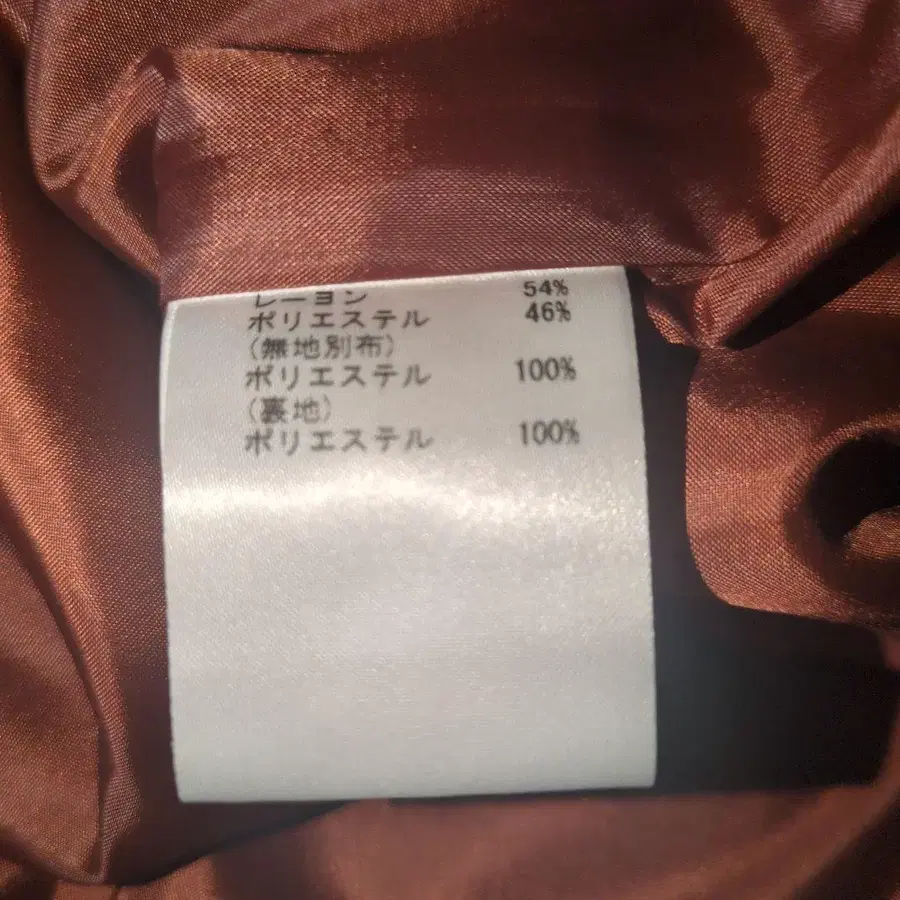 レーヨン 54%
ポリエステル 46%
(無地別布)
ポリエステル 100%
(裏地)
ポリエステル 100%